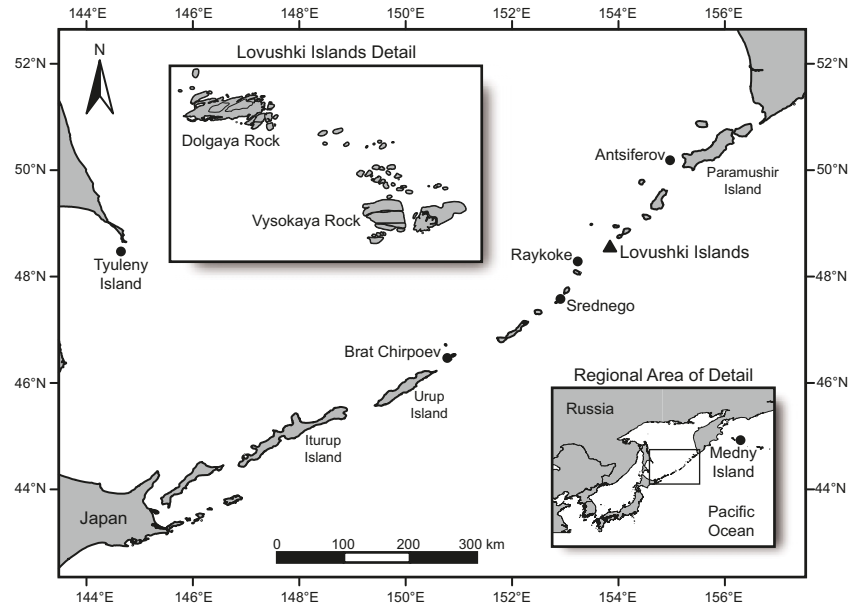 144°E 146°E 148°E 150°E 152°E 154°E 156°E
N
Lovushki Islands Detail
52°N 52°N
Dolgaya Rock
Vysokaya Rock
Antsiferov
50°N 50°N
Paramushir
Island
Lovushki Islands
Raykoke
48°N 48°N
Tyuleny
Island
Srednego
Brat Chirpoev
46°N 46°N
Urup
Island
Iturup
Island
Regional Area of Detail
Russia
Medny
Island
Pacific
Ocean
44°N 44°N
Japan
0 100 200 300 km
144°E 146°E 148°E 150°E 152°E 154°E 156°E